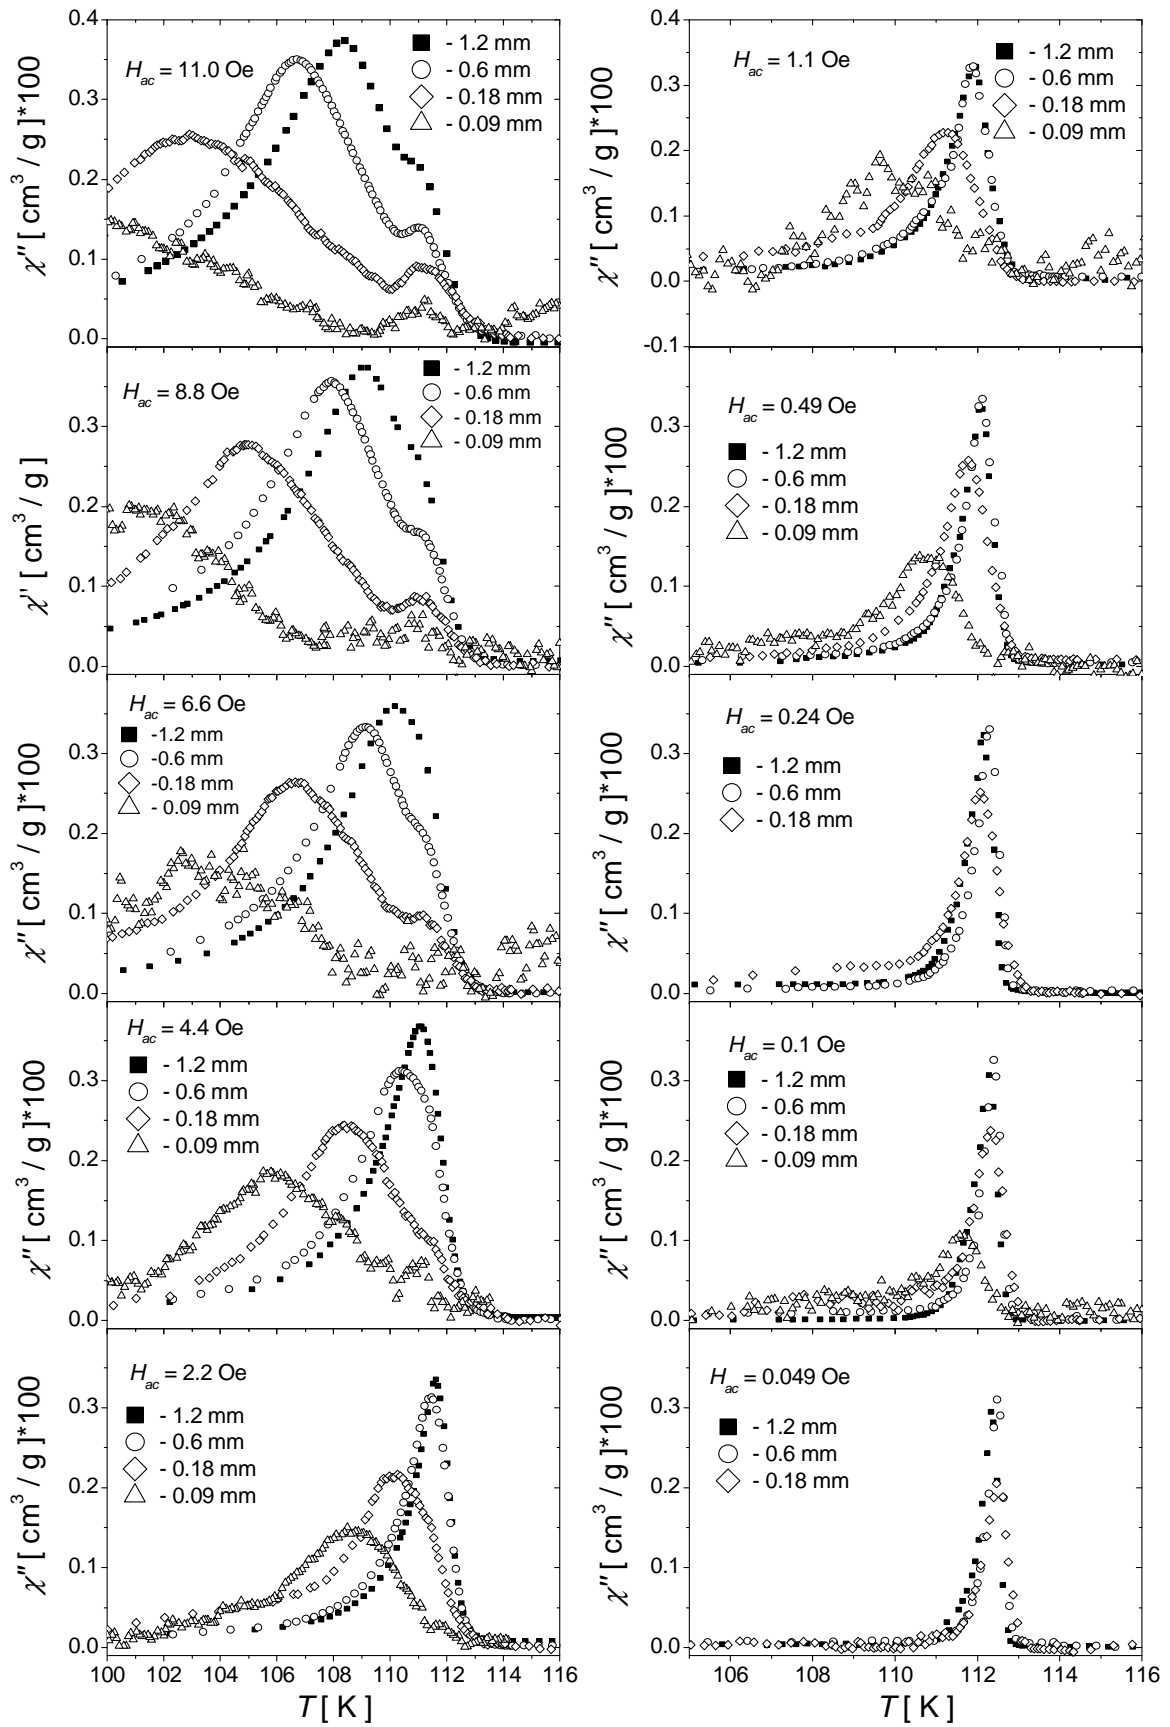 H_ac = 11.0 Oe
- 1.2 mm
- 0.6 mm
- 0.18 mm
- 0.09 mm
0.4
0.3
0.2
0.1
0.0
χ'' [ cm³ / g ]*100
H_ac = 8.8 Oe
- 1.2 mm
- 0.6 mm
- 0.18 mm
- 0.09 mm
0.3
0.2
0.1
0.0
χ'' [ cm³ / g ]
H_ac = 6.6 Oe
-1.2 mm
-0.6 mm
-0.18 mm
- 0.09 mm
0.3
0.2
0.1
0.0
χ'' [ cm³ / g ]*100
H_ac = 4.4 Oe
- 1.2 mm
- 0.6 mm
- 0.18 mm
- 0.09 mm
0.3
0.2
0.1
0.0
χ'' [ cm³ / g ]*100
H_ac = 2.2 Oe
- 1.2 mm
- 0.6 mm
- 0.18 mm
- 0.09 mm
0.3
0.2
0.1
0.0
χ'' [ cm³ / g ]*100
100 102 104 106 108 110 112 114 116
T [ K ]
H_ac = 1.1 Oe
- 1.2 mm
- 0.6 mm
- 0.18 mm
- 0.09 mm
0.4
0.3
0.2
0.1
0.0
-0.1
χ'' [ cm³ / g ]*100
H_ac = 0.49 Oe
- 1.2 mm
- 0.6 mm
- 0.18 mm
- 0.09 mm
0.3
0.2
0.1
0.0
χ'' [ cm³ / g ]*100
H_ac = 0.24 Oe
- 1.2 mm
- 0.6 mm
- 0.18 mm
0.3
0.2
0.1
0.0
χ'' [ cm³ / g ]*100
H_ac = 0.1 Oe
- 1.2 mm
- 0.6 mm
- 0.18 mm
- 0.09 mm
0.3
0.2
0.1
0.0
χ'' [ cm³ / g ]*100
H_ac = 0.049 Oe
- 1.2 mm
- 0.6 mm
- 0.18 mm
0.3
0.2
0.1
0.0
χ'' [ cm³ / g ]*100
106 108 110 112 114 116
T [ K ]